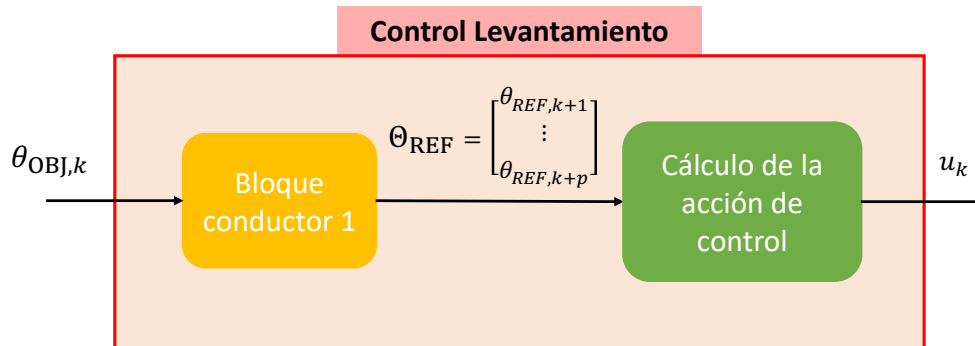 Control Levantamiento
θ_OBJ,k
Bloque
conductor 1
Θ_REF = [θ_REF,k+1
⋮
θ_REF,k+p]
Cálculo de la
acción de
control
u_k